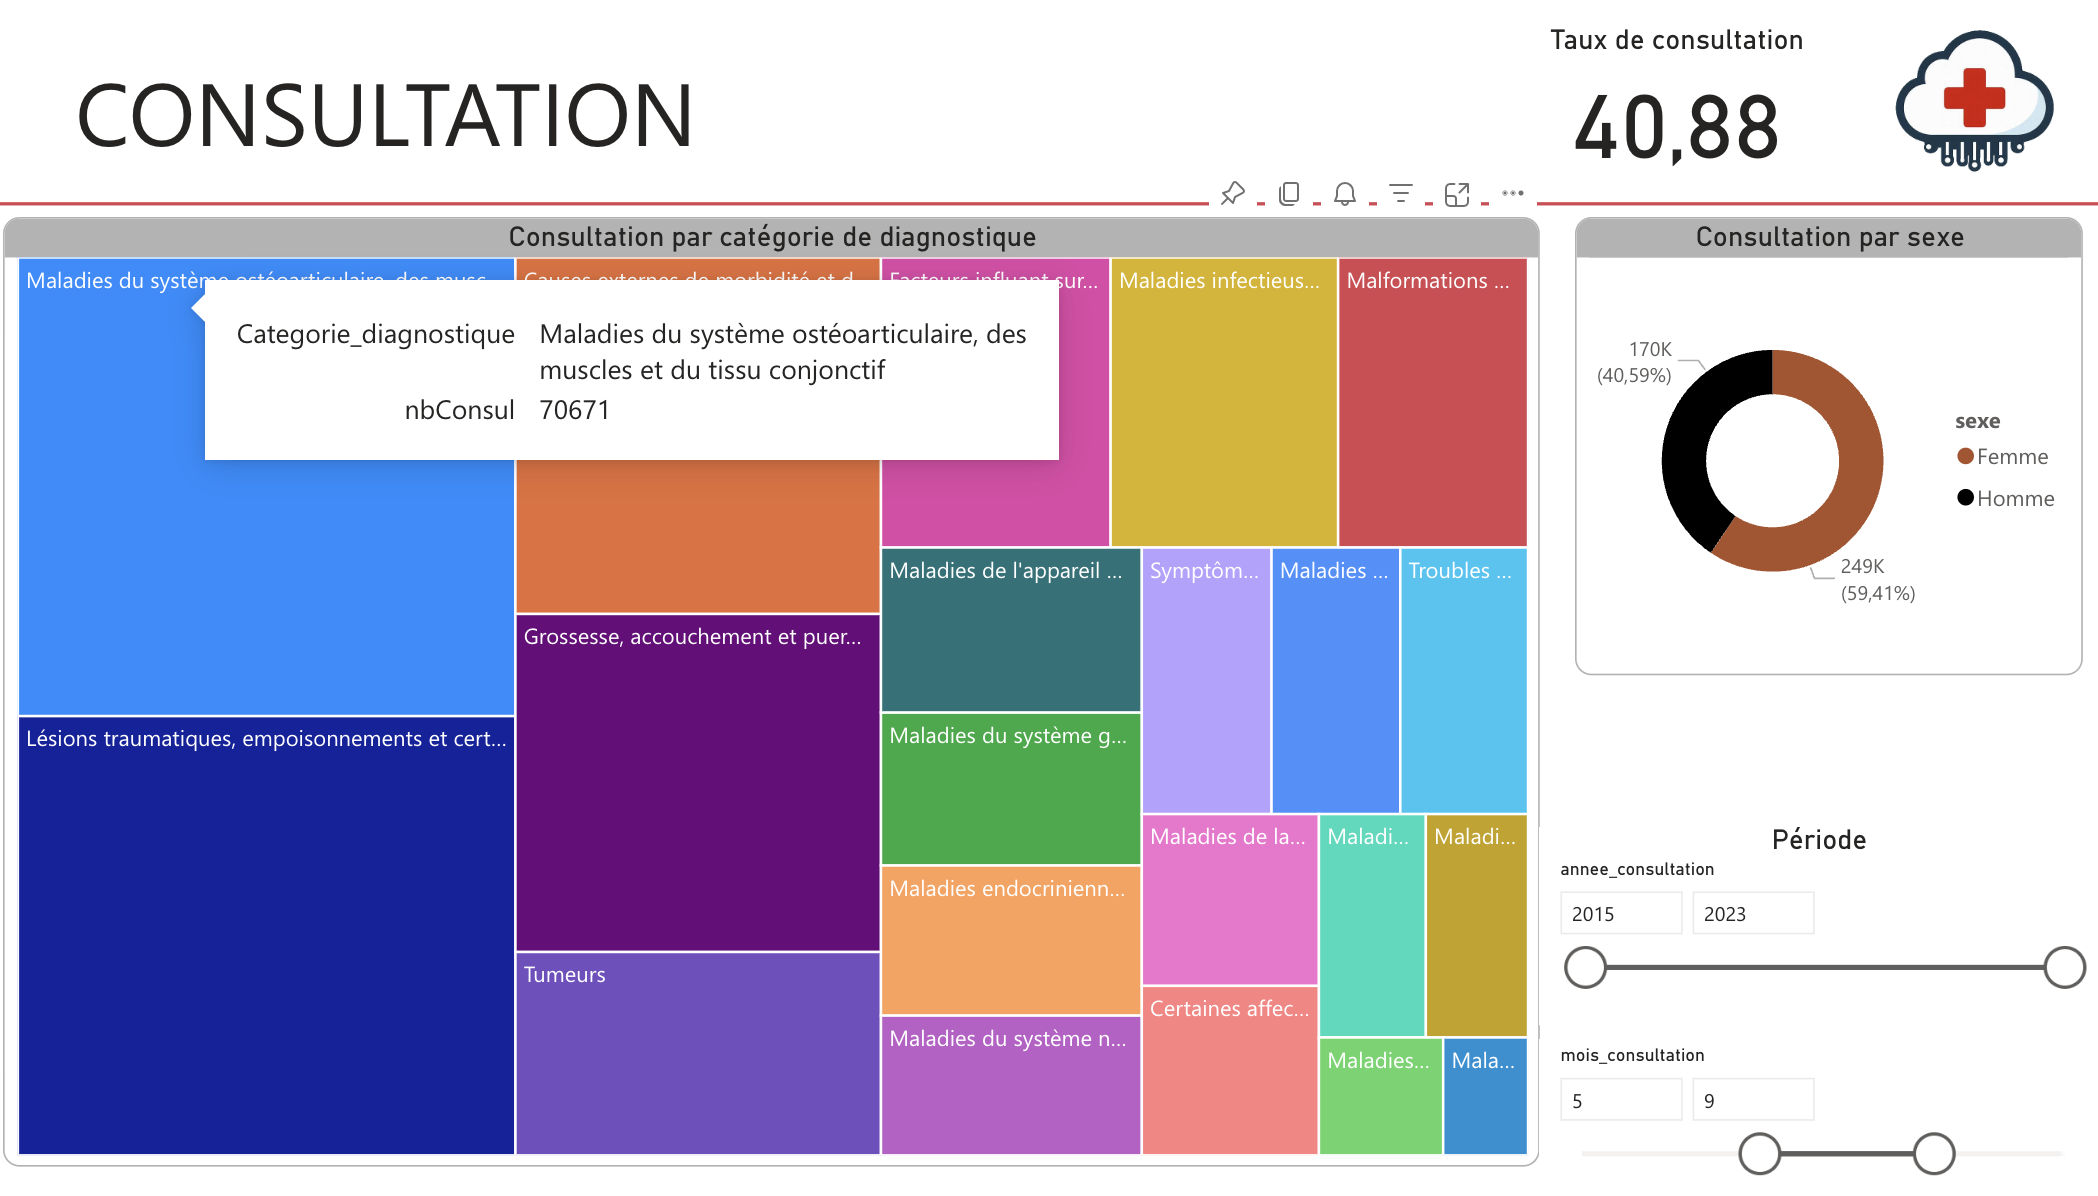 CONSULTATION
Taux de consultation
40,88
Consultation par catégorie de diagnostique
Maladies du système ostéoarticulaire, des musc...
Causes externes de morbidité et d...
Facteurs influant sur...
Maladies infectieus...
Malformations ...
Categorie_diagnostique
Maladies du système ostéoarticulaire, des
muscles et du tissu conjonctif
nbConsul
70671
Lésions traumatiques, empoisonnements et cert...
Grossesse, accouchement et puer...
Tumeurs
Maladies de l'appareil ...
Maladies du système g...
Maladies endocrinienn...
Maladies du système n...
Symptôm...
Maladies ...
Troubles ...
Maladies de la...
Maladi...
Maladi...
Certaines affec...
Maladies...
Mala...
Consultation par sexe
170K
(40,59%)
249K
(59,41%)
sexe
Femme
Homme
Période
annee_consultation
2015
2023
mois_consultation
5
9